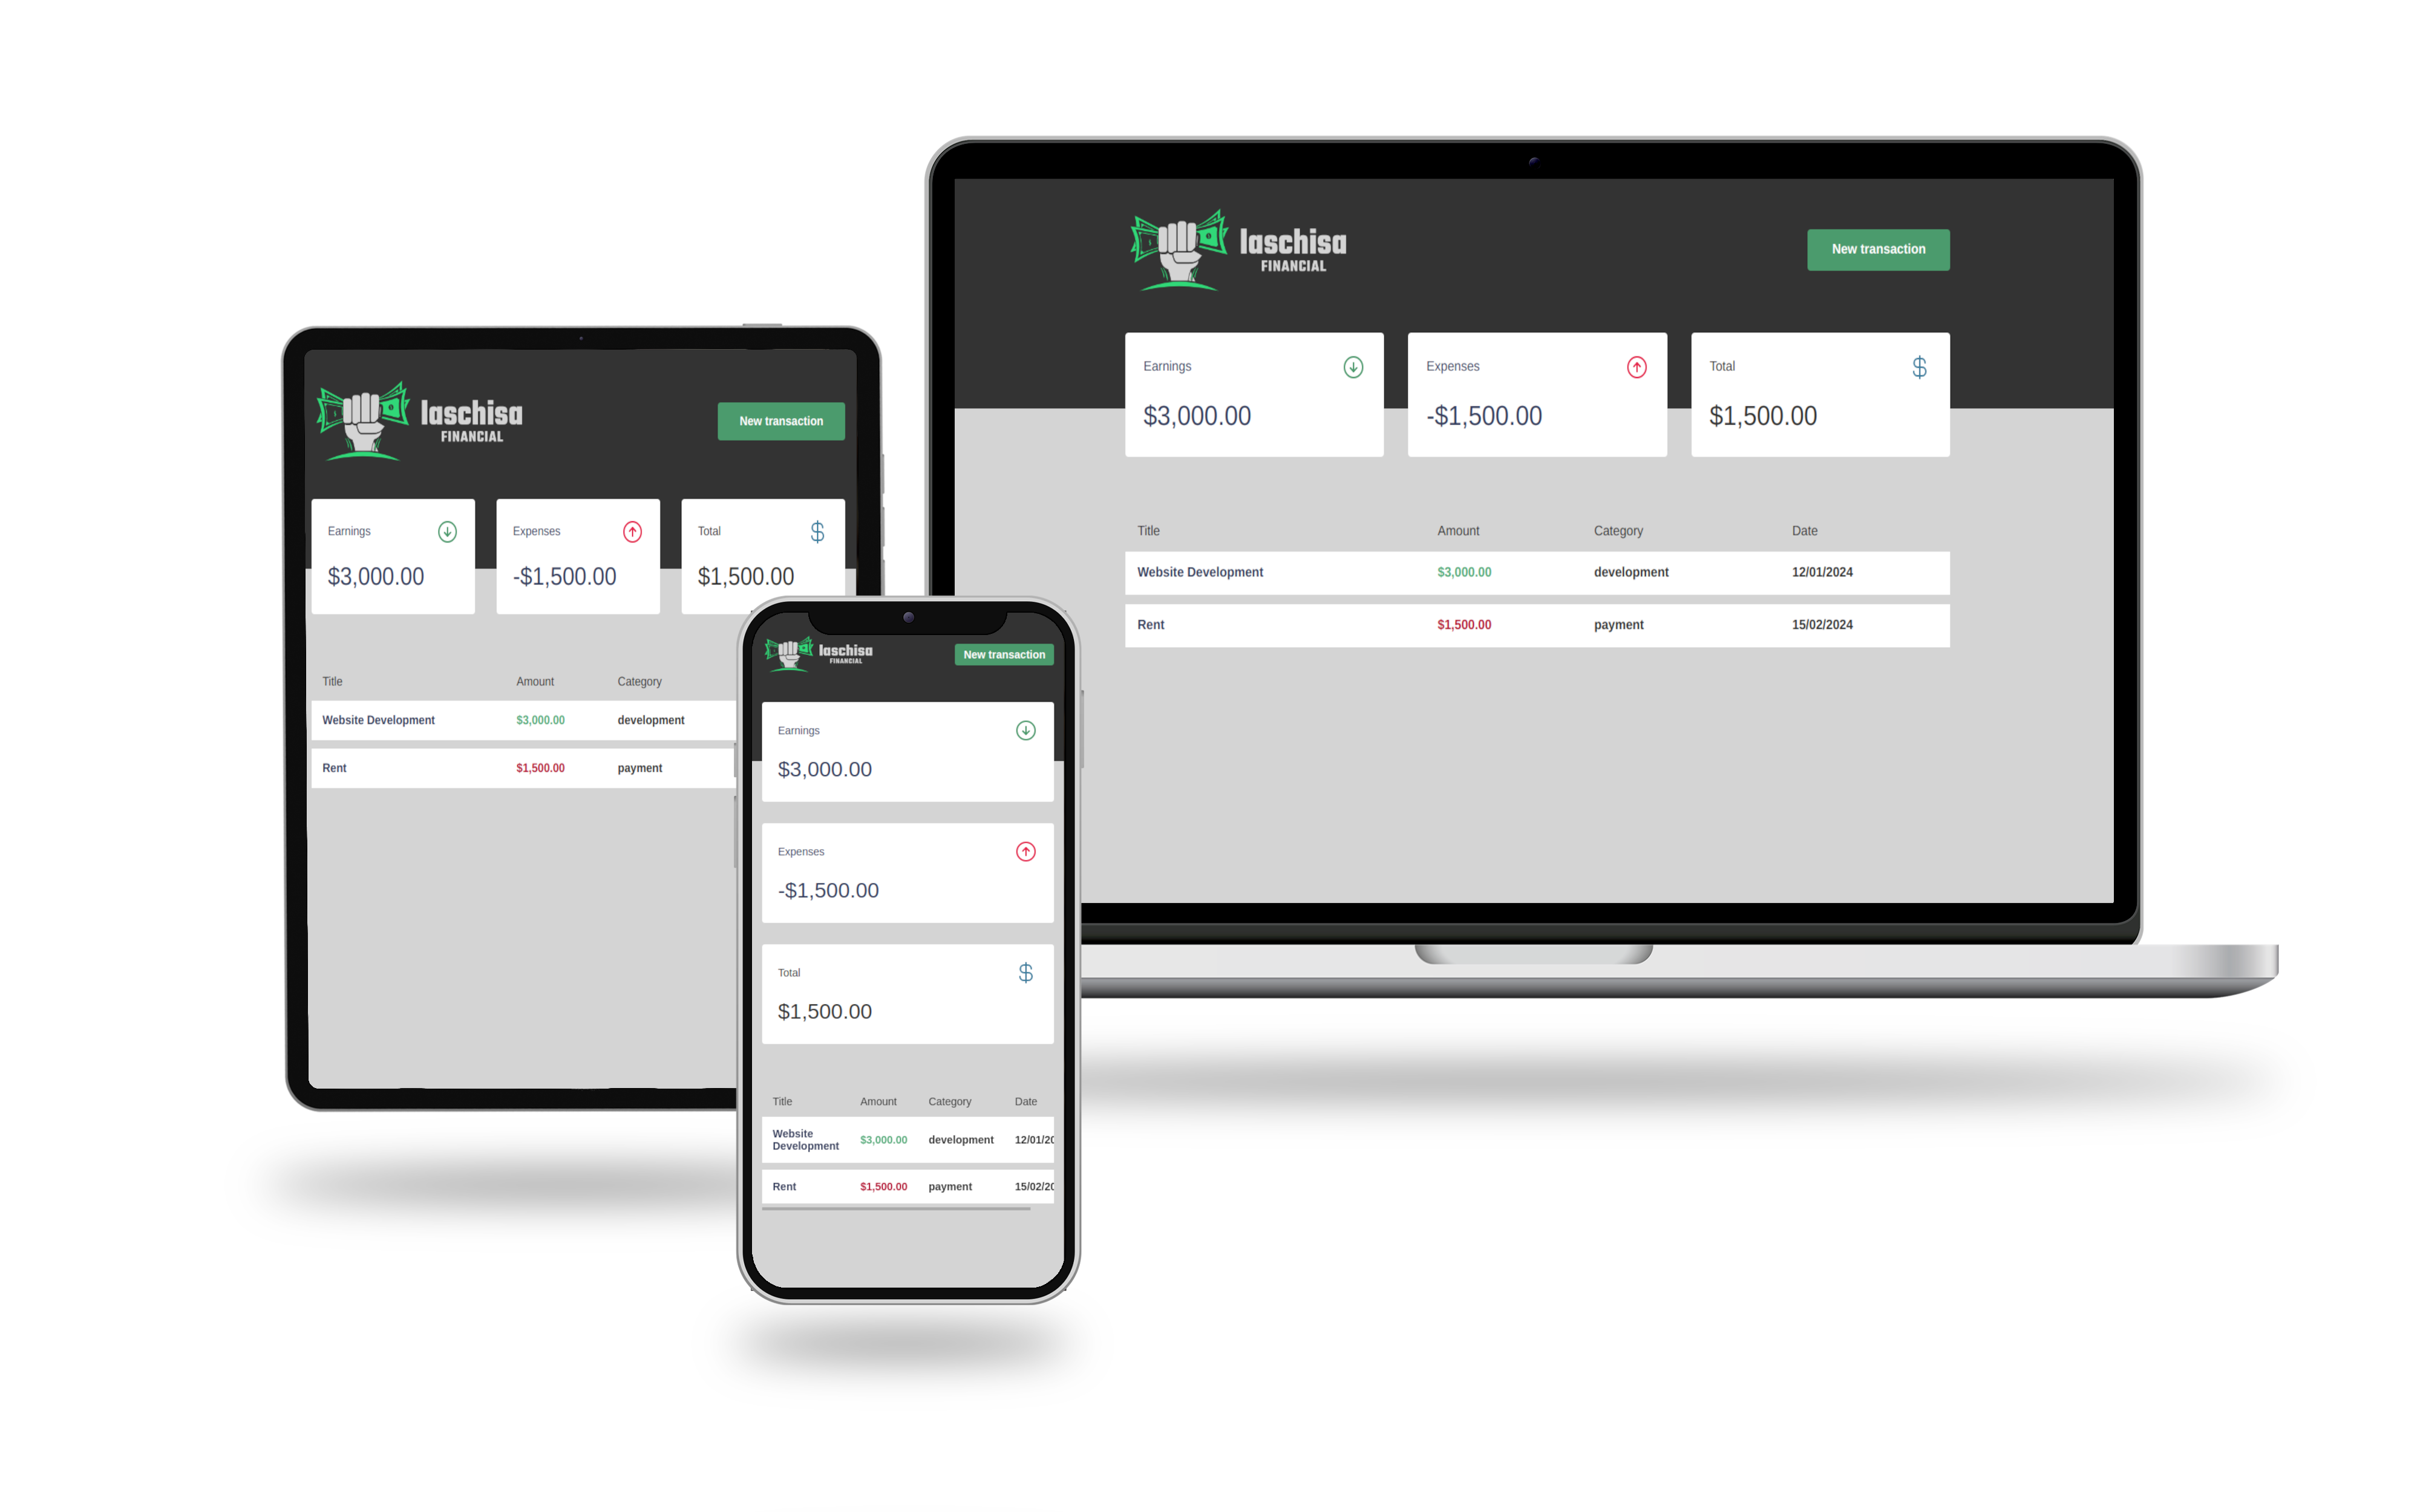 laschisa
FINANCIAL
New transaction
Earnings
$3,000.00
Expenses
-$1,500.00
Total
$1,500.00
Title Amount Category Date
Website Development $3,000.00 development 12/01/2024
Rent $1,500.00 payment 15/02/2024
laschisa
FINANCIAL
New transaction
Earnings
$3,000.00
Expenses
-$1,500.00
Total
$1,500.00
Title Amount Category
Website Development $3,000.00 development
Rent $1,500.00 payment
laschisa
FINANCIAL
New transaction
Earnings
$3,000.00
Expenses
-$1,500.00
Total
$1,500.00
Title Amount Category Date
Website
Development $3,000.00 development 12/01/20
Rent $1,500.00 payment 15/02/20